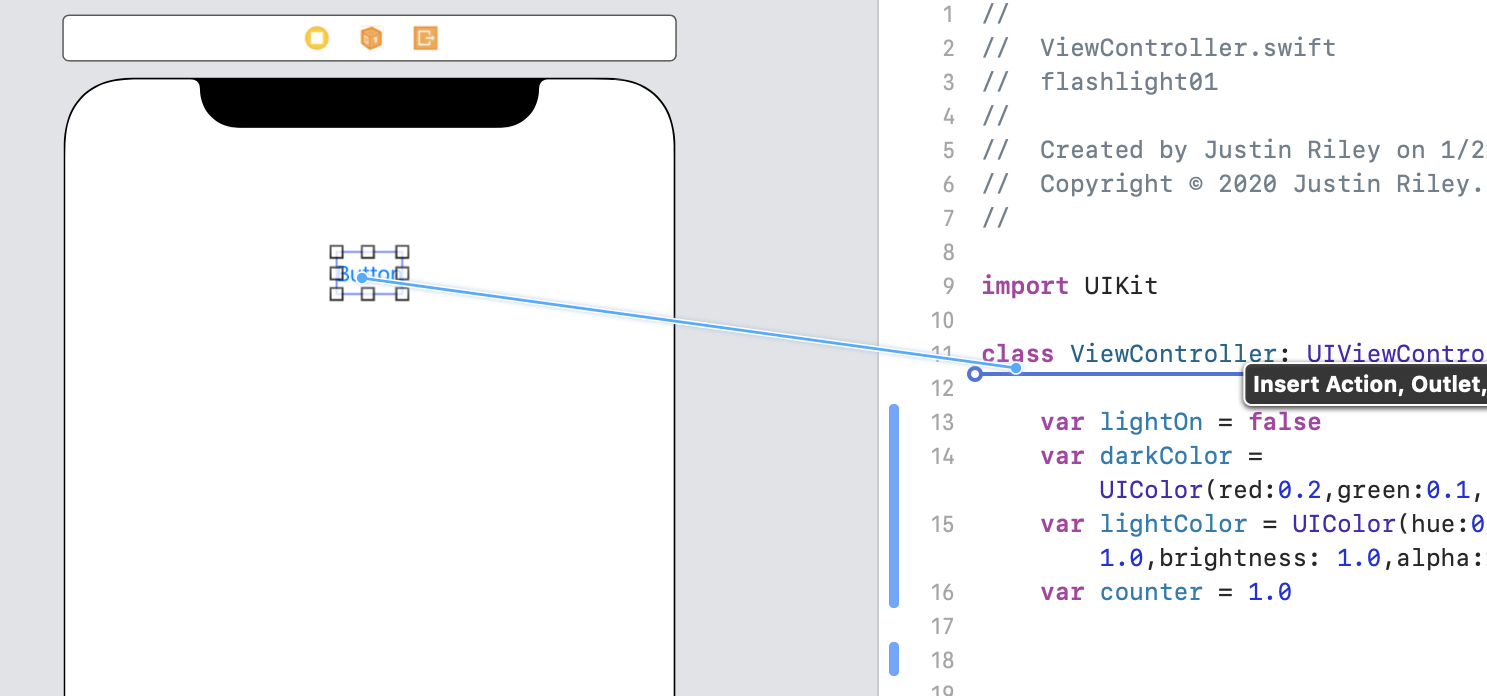 Button
1 //
2 //  ViewController.swift
3 //  flashlight01
4 //
5 //  Created by Justin Riley on 1/2
6 //  Copyright © 2020 Justin Riley.
7 //
8
9 import UIKit
10
11 class ViewController: UIViewContro
Insert Action, Outlet,
12
13     var lightOn = false
14     var darkColor =
UIColor(red:0.2,green:0.1,
15     var lightColor = UIColor(hue:0
1.0,brightness: 1.0,alpha:
16     var counter = 1.0
17
18
19